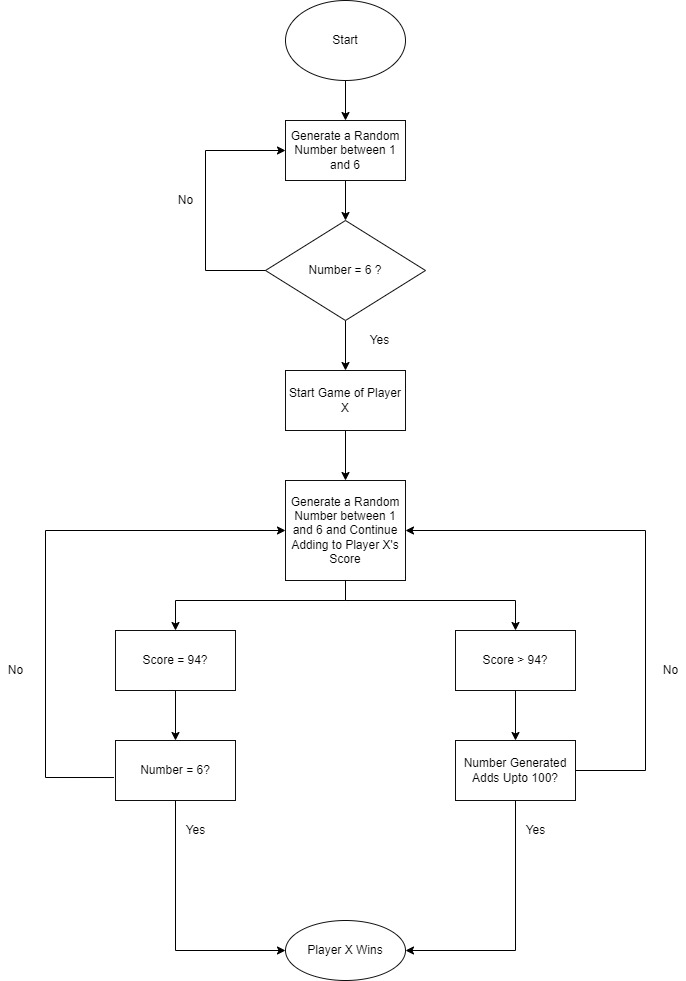 Start
Generate a Random
Number between 1
and 6
No
Number = 6 ?
Yes
Start Game of Player
X
Generate a Random
Number between 1
and 6 and Continue
Adding to Player X's
Score
Score = 94?
Score > 94?
No
No
Number = 6?
Number Generated
Adds Upto 100?
Yes
Yes
Player X Wins